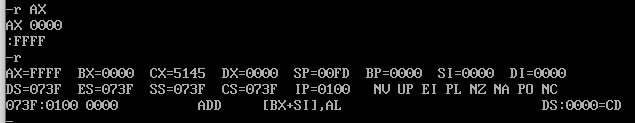 -r AX
AX 0000
:FFFF
-r
AX=FFFF  BX=0000  CX=5145  DX=0000  SP=00FD  BP=0000  SI=0000  DI=0000
DS=073F  ES=073F  SS=073F  CS=073F  IP=0100   NV UP EI PL NZ NA PO NC
073F:0100 0000          ADD     [BX+SI],AL                         DS:0000=CD